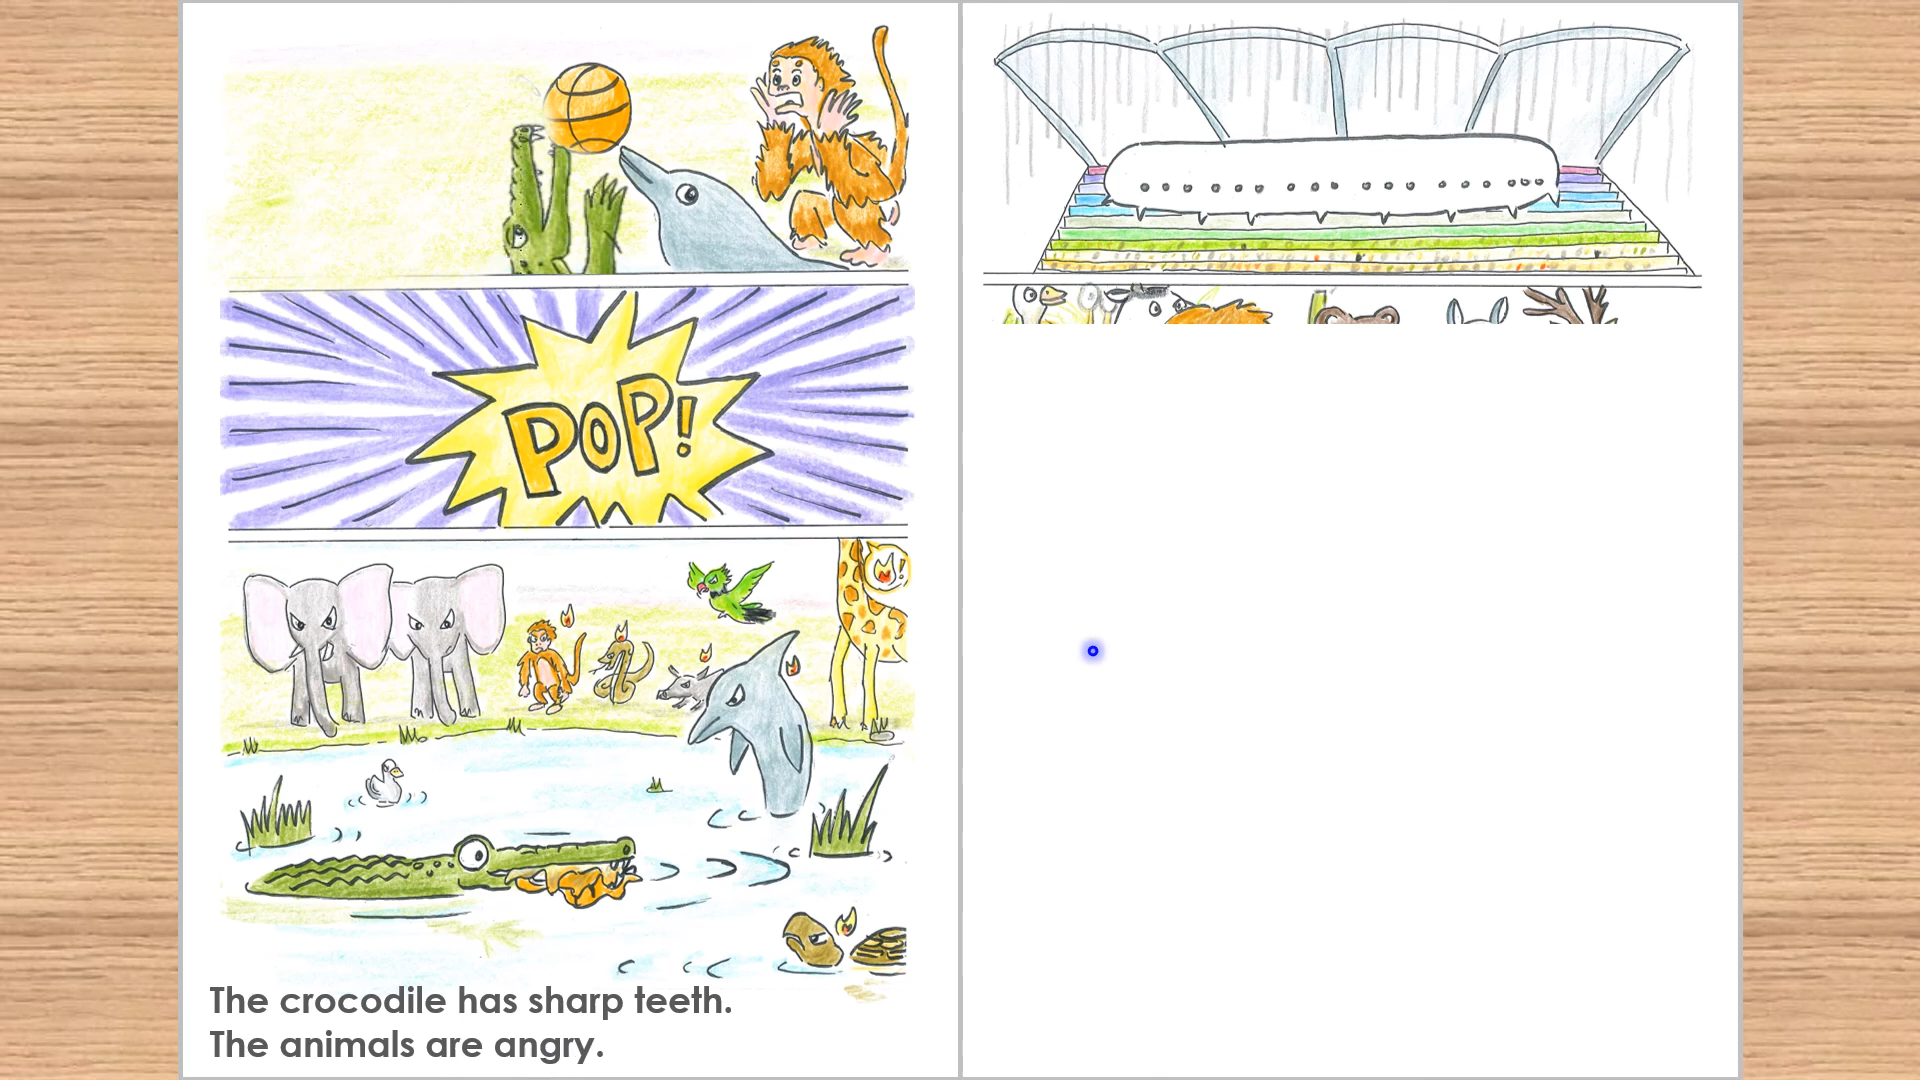 POP!
The crocodile has sharp teeth.
The animals are angry.